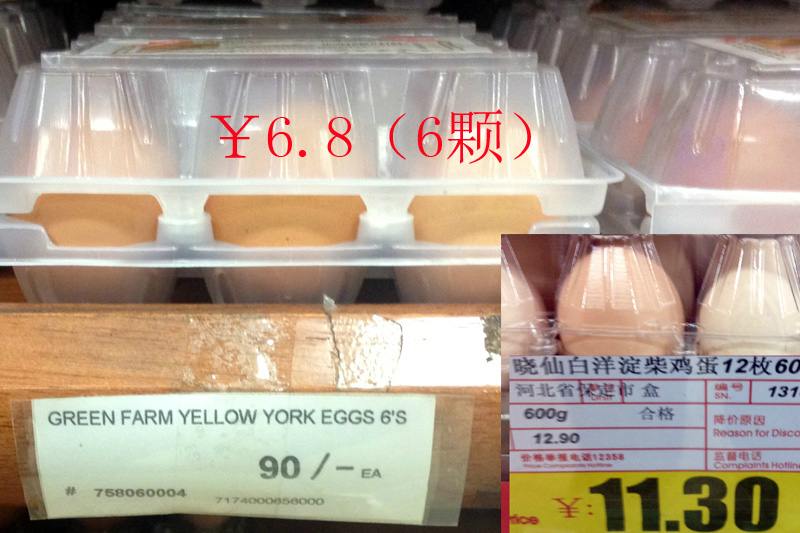 ￥6.8（6颗）
GREEN FARM YELLOW YORK EGGS 6'S
90/- EA
# 758060004
7174000656000
晓仙白洋淀柴鸡蛋12枚60
河北省保定市 盒
编号
SN. 131
600g 合格
降价原因
Reason for Disco
12.90
价格举报电话12358
Price Complaints Hotline
监督电话
Complaints Hotline
rice ￥: 11.30